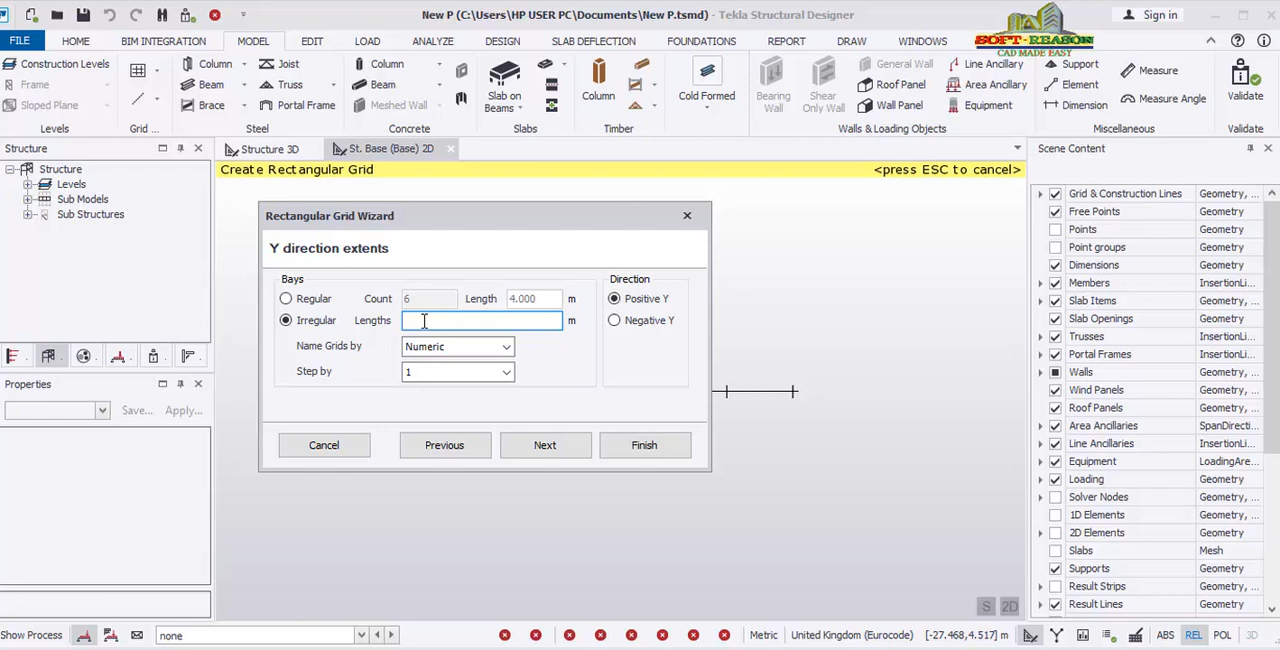 New P (C:/Users/HP USER PC/Documents/New P.tsmd) - Tekla Structural Designer
Sign in
SOFT-REASON
CAD MADE EASY
FILE HOME BIM INTEGRATION MODEL LOAD ANALYZE DESIGN SLAB DEFLECTION FOUNDATIONS REPORT DRAW WINDOWS
Construction Levels
Frame
Sloped Plane
Levels
Grid ...
Column Joist
Beam Truss
Brace Portal Frame
Steel
Column
Beam
Meshed Wall
Concrete
Slab on
Beams
Slabs
Column
Timber
Cold Formed
Bearing
Wall
Shear
Only Wall
General Wall Line Ancillary
Roof Panel Area Ancillary
Wall Panel Equipment
Walls & Loading Objects
Support Measure
Element Measure Angle
Dimension
Miscellaneous
Validate
Validate
Structure
Structure
Levels
Sub Models
Sub Structures
Properties
Save... Apply...
Structure 3D St. Base (Base) 2D
Create Rectangular Grid <press ESC to cancel>
Rectangular Grid Wizard
Y direction extents
Bays Direction
Regular Count 6 Length 4.000 m Positive Y
Irregular Lengths m Negative Y
Name Grids by Numeric
Step by 1
Cancel Previous Next Finish
S 2D
Scene Content
Grid & Construction Lines Geometry, ...
Free Points Geometry
Points Geometry
Point groups Geometry
Dimensions Geometry
Members InsertionLi...
Slab Items Geometry, ...
Slab Openings Geometry
Trusses Geometry, ...
Portal Frames Geometry, ...
Walls Geometry, ...
Wind Panels Geometry, ...
Roof Panels Geometry, ...
Area Ancillaries SpanDirecti...
Line Ancillaries InsertionLi...
Equipment LoadingArea...
Loading Geometry
Solver Nodes Geometry, ...
1D Elements Geometry, ...
2D Elements Geometry, ...
Slabs Mesh
Supports Geometry, ...
Result Strips Geometry, ...
Result Lines Geometry, ...
Show Process none Metric United Kingdom (Eurocode) [-27.468,4.517] m ABS REL POL 3D